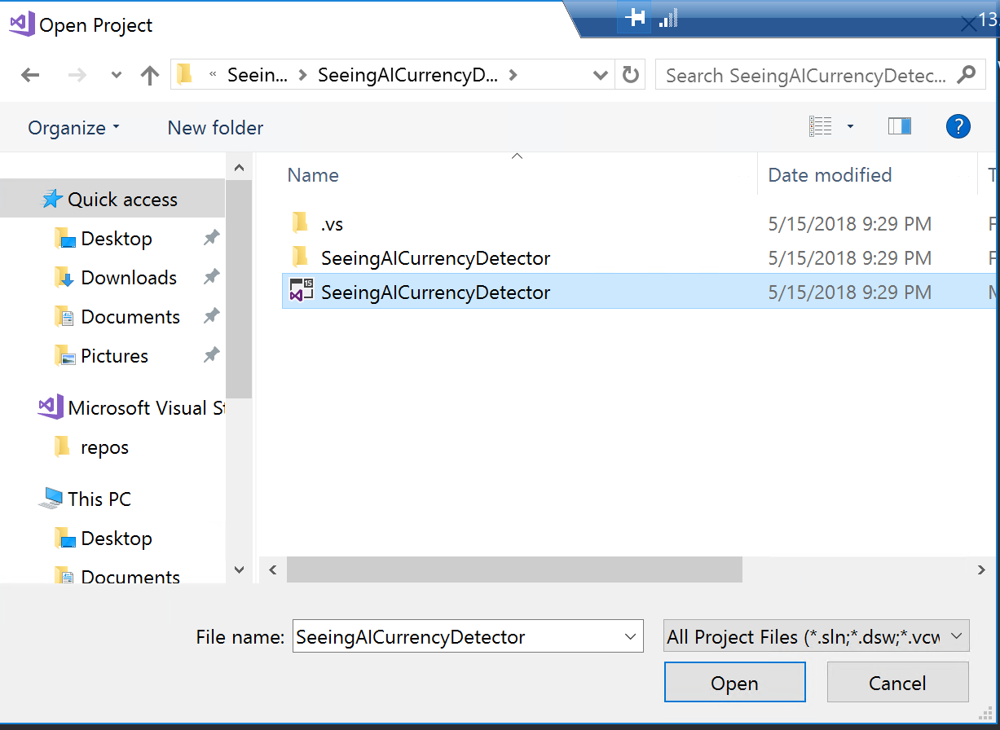 Open Project
13
« Seein... > SeeingAICurrencyD... >
Search SeeingAICurrencyDetec...
Organize New folder
?
Name Date modified T
Quick access
.vs 5/15/2018 9:29 PM F
Desktop
SeeingAICurrencyDetector 5/15/2018 9:29 PM F
Downloads
15 SeeingAICurrencyDetector 5/15/2018 9:29 PM M
Documents
Pictures
Microsoft Visual St
repos
This PC
Desktop
Documents
File name: SeeingAICurrencyDetector All Project Files (*.sln;*.dsw;*.vcw
Open Cancel